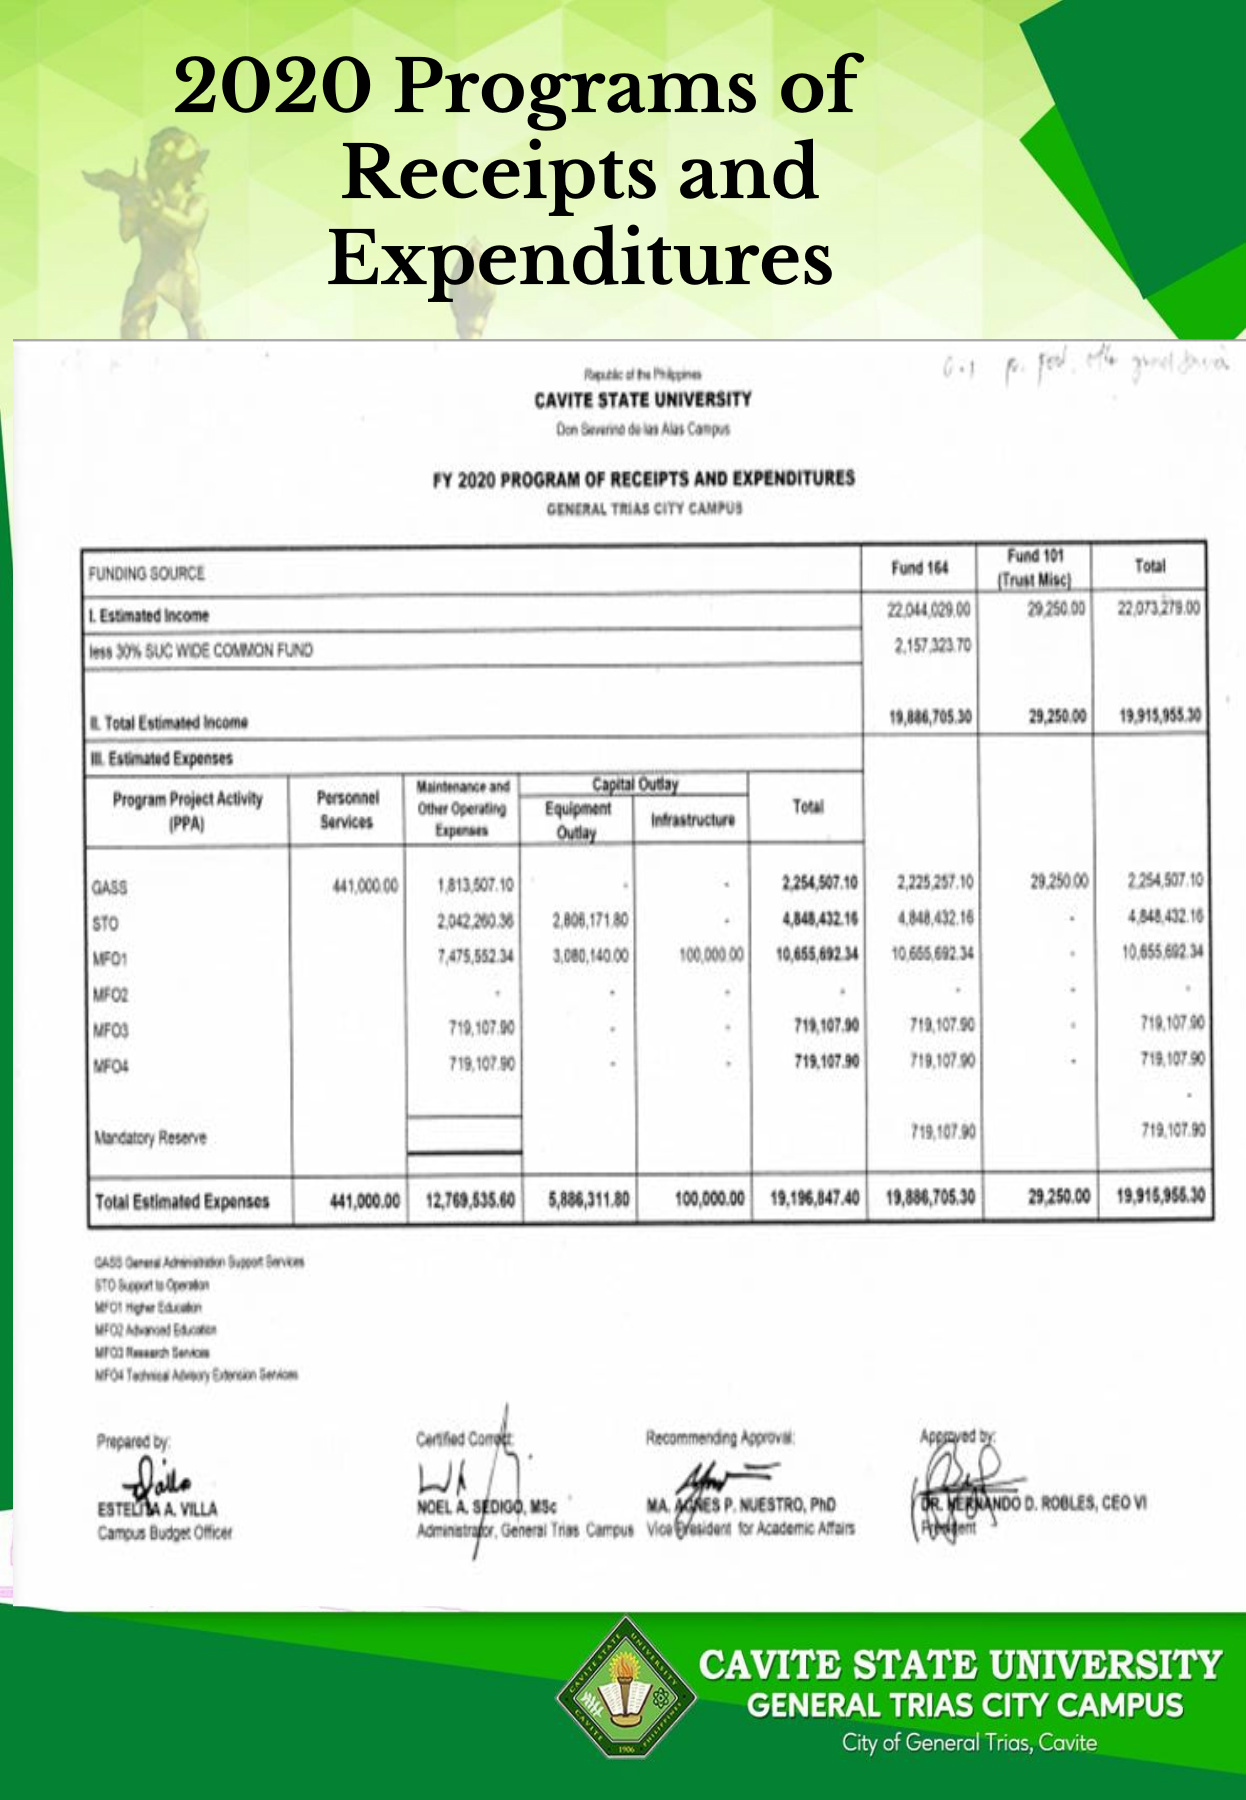 2020 Programs of
Receipts and
Expenditures
Republic of the Philippines
CAVITE STATE UNIVERSITY
Don Severino de las Alas Campus
FY 2020 PROGRAM OF RECEIPTS AND EXPENDITURES
GENERAL TRIAS CITY CAMPUS
FUNDING SOURCE Fund 164 Fund 101 (Trust Misc) Total
I. Estimated Income 22,044,029.00 29,250.00 22,073,279.00
less 30% SUC WIDE COMMON FUND 2,157,323.70
II. Total Estimated Income 19,886,705.30 29,250.00 19,915,955.30
III. Estimated Expenses
Program Project Activity (PPA) Personnel Services Maintenance and Other Operating Expenses Capital Outlay Equipment Outlay Infrastructure Total
GASS 441,000.00 1,813,507.10 - - 2,254,507.10 2,225,257.10 29,250.00 2,254,507.10
STO 2,042,260.36 2,806,171.80 - 4,848,432.16 4,848,432.16 - 4,848,432.16
MFO1 7,475,552.34 3,080,140.00 100,000.00 10,655,692.34 10,655,692.34 - 10,655,692.34
MFO2 - - - - - - -
MFO3 719,107.90 - - 719,107.90 719,107.90 - 719,107.90
MFO4 719,107.90 - - 719,107.90 719,107.90 - 719,107.90
-
Mandatory Reserve 719,107.90 719,107.90
Total Estimated Expenses 441,000.00 12,769,535.60 5,886,311.80 100,000.00 19,196,847.40 19,886,705.30 29,250.00 19,915,955.30
GASS General Administration Support Services
STO Support to Operation
MFO1 Higher Education
MFO2 Advanced Education
MFO3 Research Services
MFO4 Technical Advisory Extension Services
Prepared by: Certified Correct: Recommending Approval: Approved by:
ESTELITA A. VILLA NOEL A. SEDIGO, MSc MA. AGNES P. NUESTRO, PhD DR. HERNANDO D. ROBLES, CEO VI
Campus Budget Officer Administrator, General Trias Campus Vice President for Academic Affairs President
CAVITE STATE UNIVERSITY
GENERAL TRIAS CITY CAMPUS
City of General Trias, Cavite
CAVITE STATE UNIVERSITY
CAVITE PHILIPPINES
1906